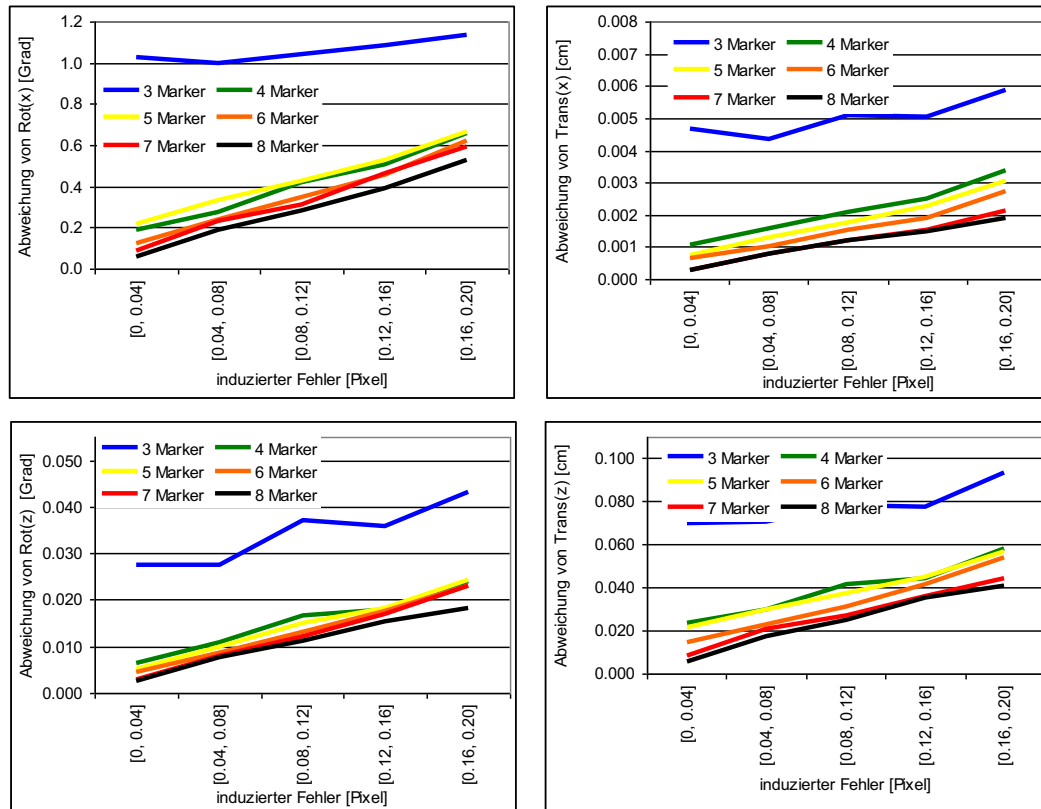 Abweichung von Rot(x) [Grad]
1.2
1.0
0.8
0.6
0.4
0.2
0.0
3 Marker
4 Marker
5 Marker
6 Marker
7 Marker
8 Marker
[0, 0.04]
[0.04, 0.08]
[0.08, 0.12]
[0.12, 0.16]
[0.16, 0.20]
induzierter Fehler [Pixel]
Abweichung von Trans(x) [cm]
0.008
0.007
0.006
0.005
0.004
0.003
0.002
0.001
0.000
3 Marker
4 Marker
5 Marker
6 Marker
7 Marker
8 Marker
[0, 0.04]
[0.04, 0.08]
[0.08, 0.12]
[0.12, 0.16]
[0.16, 0.20]
induzierter Fehler [Pixel]
Abweichung von Rot(z) [Grad]
0.050
0.040
0.030
0.020
0.010
0.000
3 Marker
4 Marker
5 Marker
6 Marker
7 Marker
8 Marker
[0, 0.04]
[0.04, 0.08]
[0.08, 0.12]
[0.12, 0.16]
[0.16, 0.20]
induzierter Fehler [Pixel]
Abweichung von Trans(z) [cm]
0.100
0.080
0.060
0.040
0.020
0.000
3 Marker
4 Marker
5 Marker
6 Marker
7 Marker
8 Marker
[0, 0.04]
[0.04, 0.08]
[0.08, 0.12]
[0.12, 0.16]
[0.16, 0.20]
induzierter Fehler [Pixel]